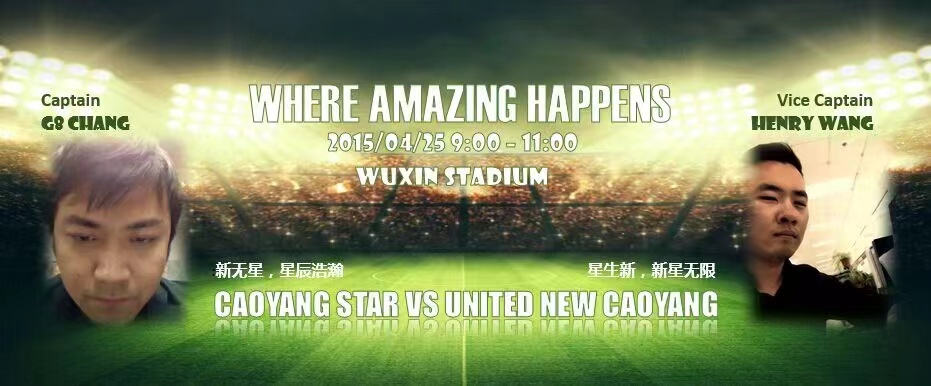 WHERE AMAZING HAPPENS
Captain
G8 CHANG
Vice Captain
HENRY WANG
2015/04/25 9:00 - 11:00
WUXIN STADIUM
新无星，星辰浩瀚
星生新，新星无限
CAOYANG STAR VS UNITED NEW CAOYANG